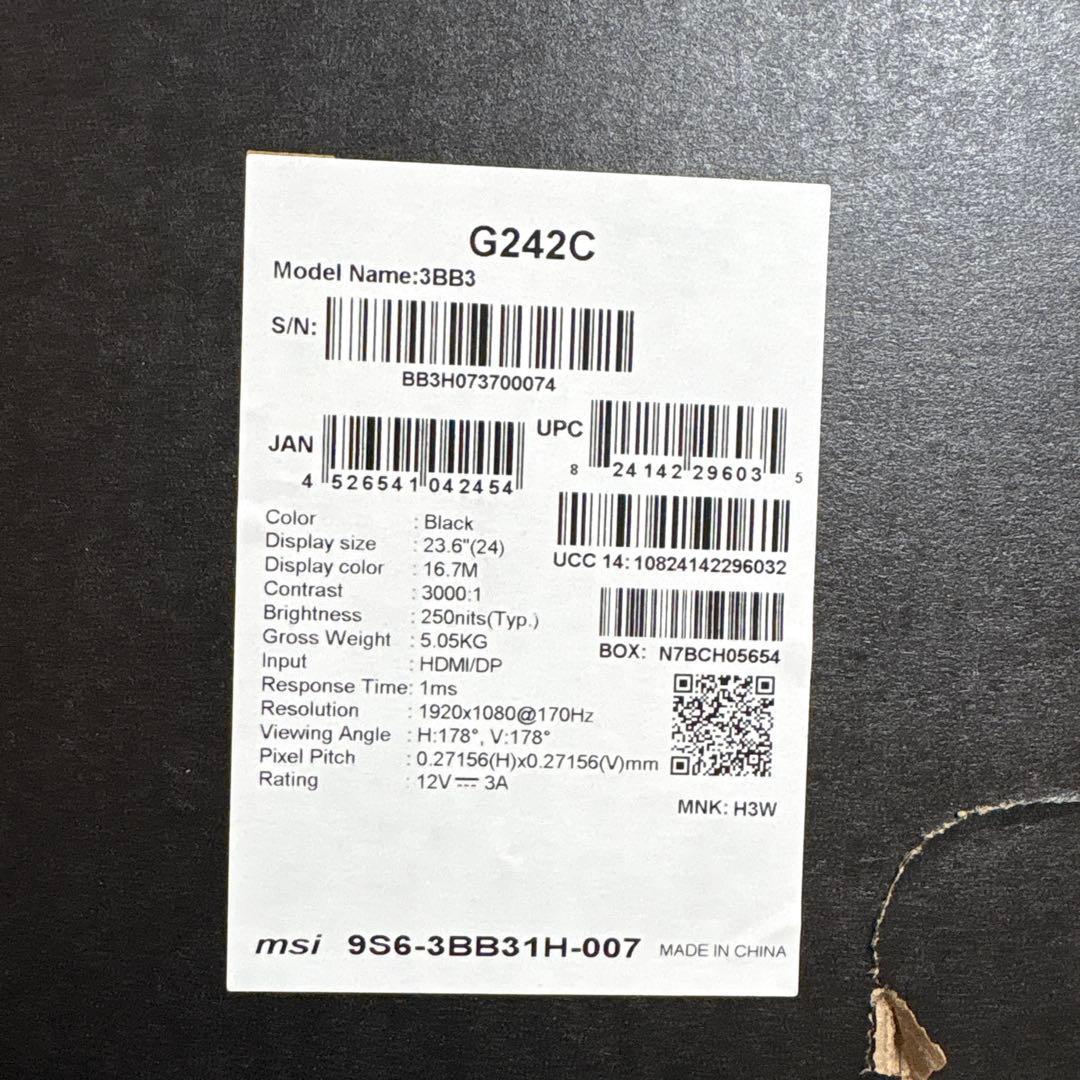 G242C
Model Name:3BB3
S/N:
BB3H073700074
JAN
4 526541 042454
UPC
8 24142 29603 5
UCC 14: 10824142296032
BOX: N7BCH05654
Color : Black
Display size : 23.6"(24)
Display color : 16.7M
Contrast : 3000:1
Brightness : 250nits(Typ.)
Gross Weight : 5.05KG
Input : HDMI/DP
Response Time: 1ms
Resolution : 1920x1080@170Hz
Viewing Angle : H:178°, V:178°
Pixel Pitch : 0.27156(H)x0.27156(V)mm
Rating : 12V ⎓ 3A
MNK: H3W
msi 9S6-3BB31H-007 MADE IN CHINA